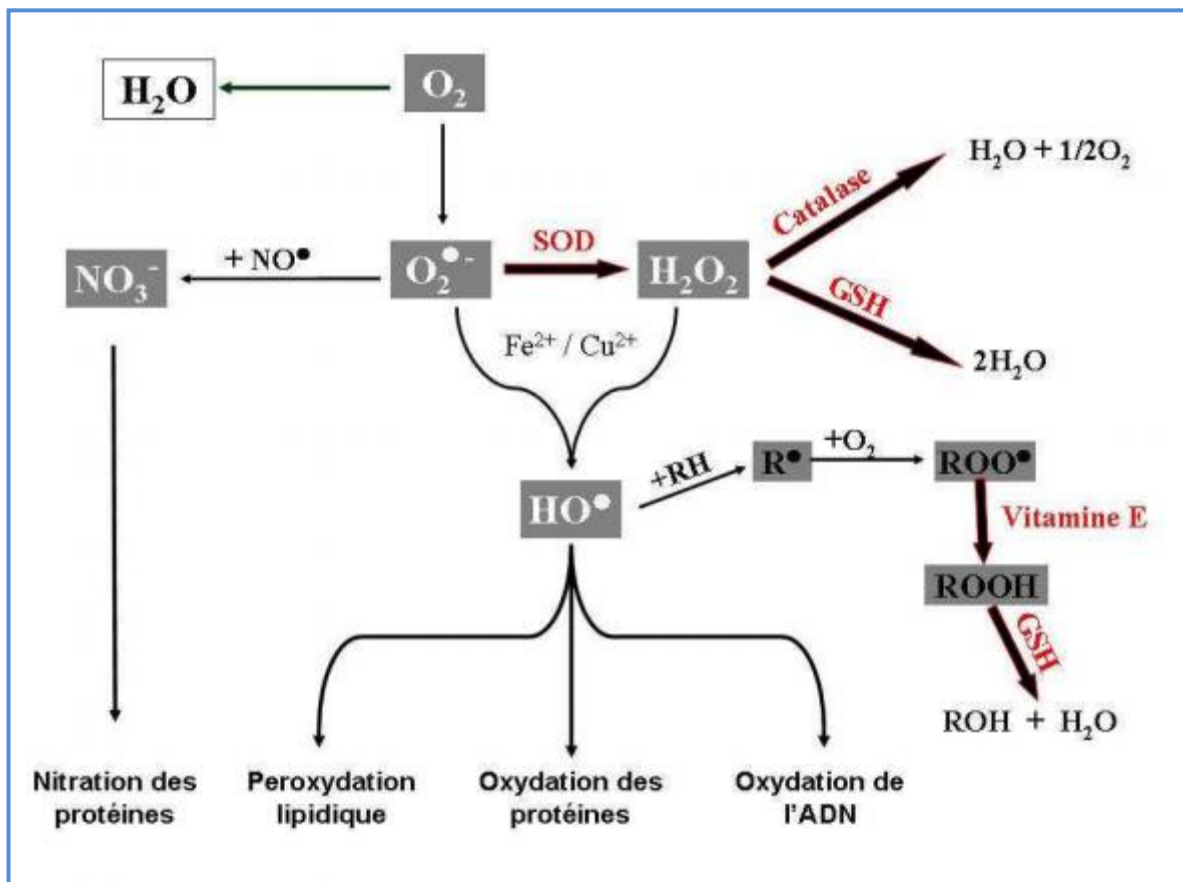 H₂O
O₂
H₂O + 1/2O₂
Catalase
+ NO●
SOD
NO₃⁻
O₂●⁻
H₂O₂
GSH
Fe²⁺ / Cu²⁺
2H₂O
+O₂
+RH
R●
ROO●
HO●
Vitamine E
ROOH
GSH
ROH + H₂O
Nitration des
protéines
Peroxydation
lipidique
Oxydation des
protéines
Oxydation de
l'ADN